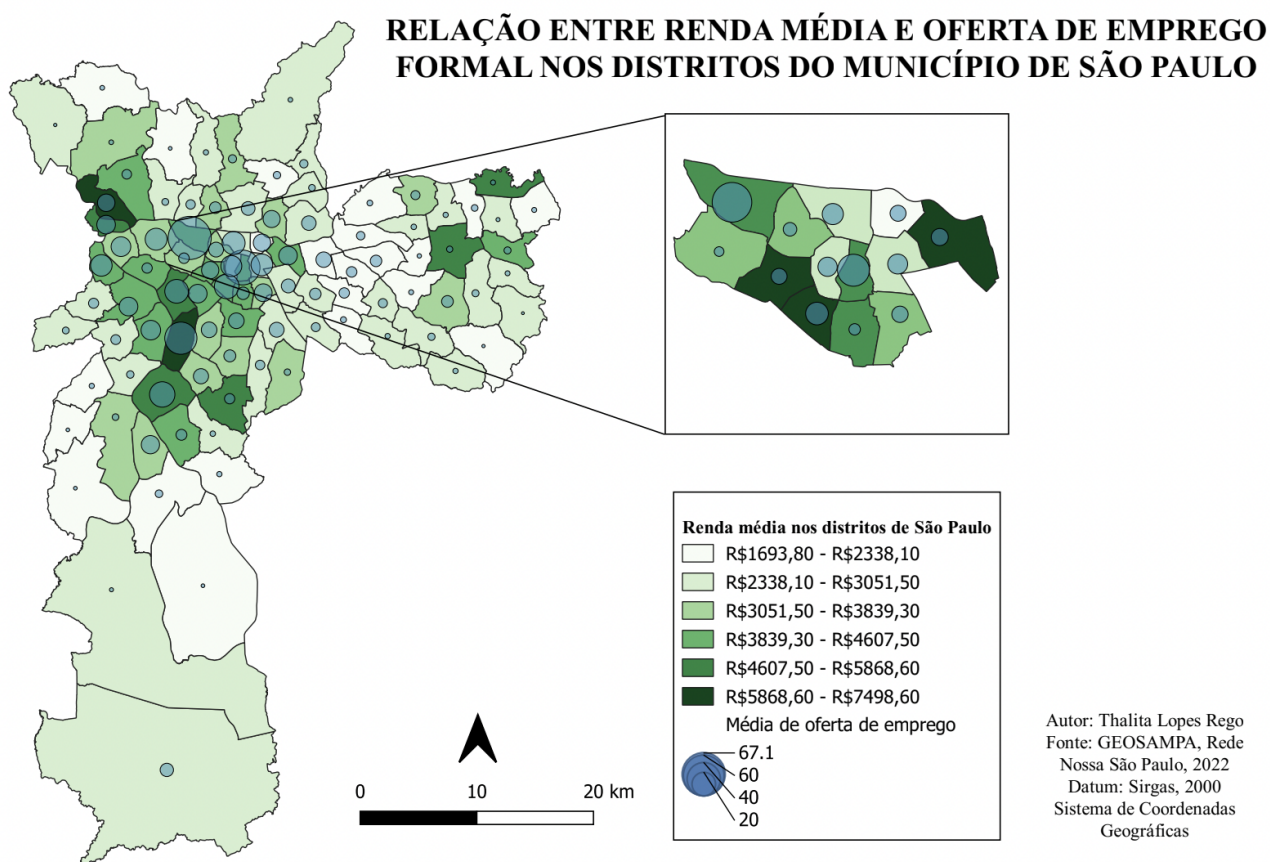 RELAÇÃO ENTRE RENDA MÉDIA E OFERTA DE EMPREGO
FORMAL NOS DISTRITOS DO MUNICÍPIO DE SÃO PAULO
Renda média nos distritos de São Paulo
R$1693,80 - R$2338,10
R$2338,10 - R$3051,50
R$3051,50 - R$3839,30
R$3839,30 - R$4607,50
R$4607,50 - R$5868,60
R$5868,60 - R$7498,60
Média de oferta de emprego
67.1
60
40
20
0 10 20 km
Autor: Thalita Lopes Rego
Fonte: GEOSAMPA, Rede
Nossa São Paulo, 2022
Datum: Sirgas, 2000
Sistema de Coordenadas
Geográficas